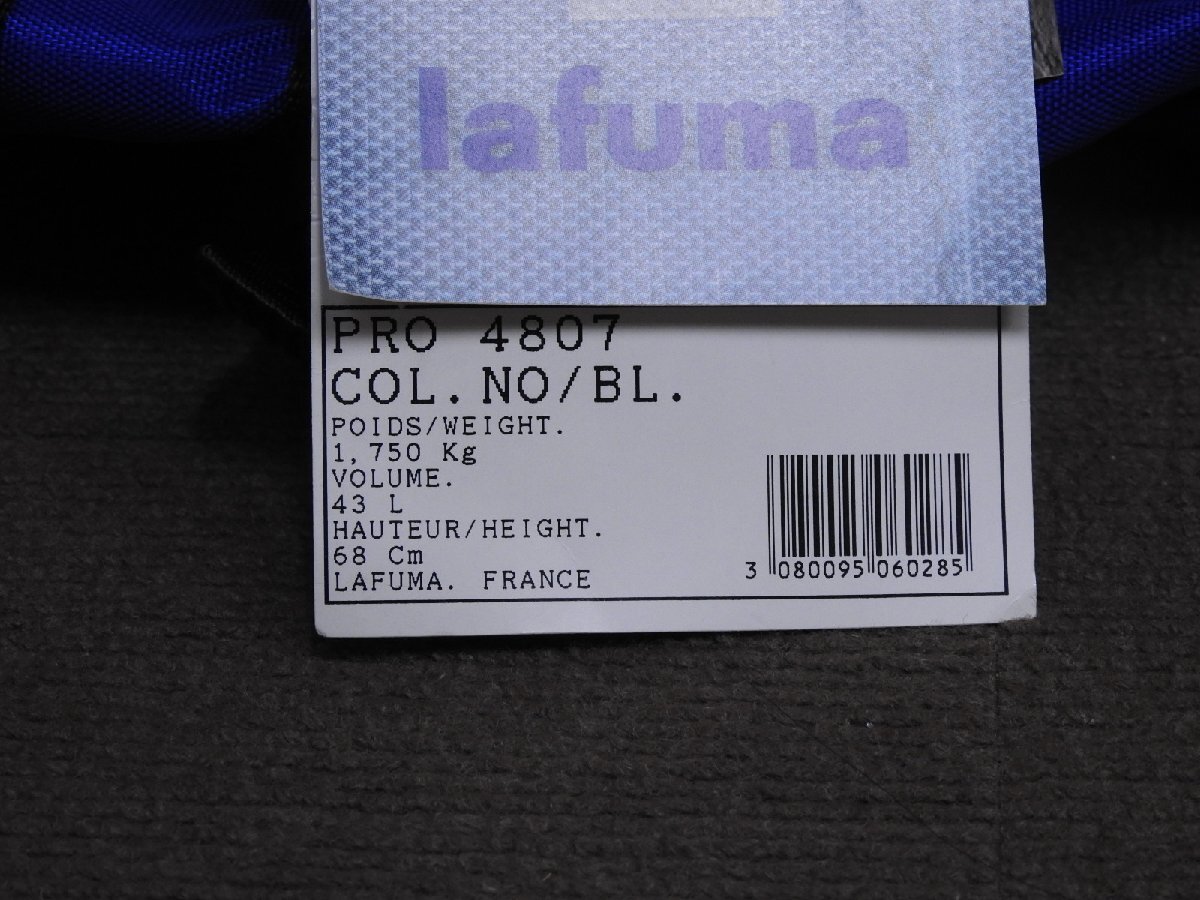 lafuma
PRO 4807
COL. NO/BL.
POIDS/WEIGHT.
1,750 Kg
VOLUME.
43 L
HAUTEUR/HEIGHT.
68 Cm
LAFUMA. FRANCE
3 080095 060285